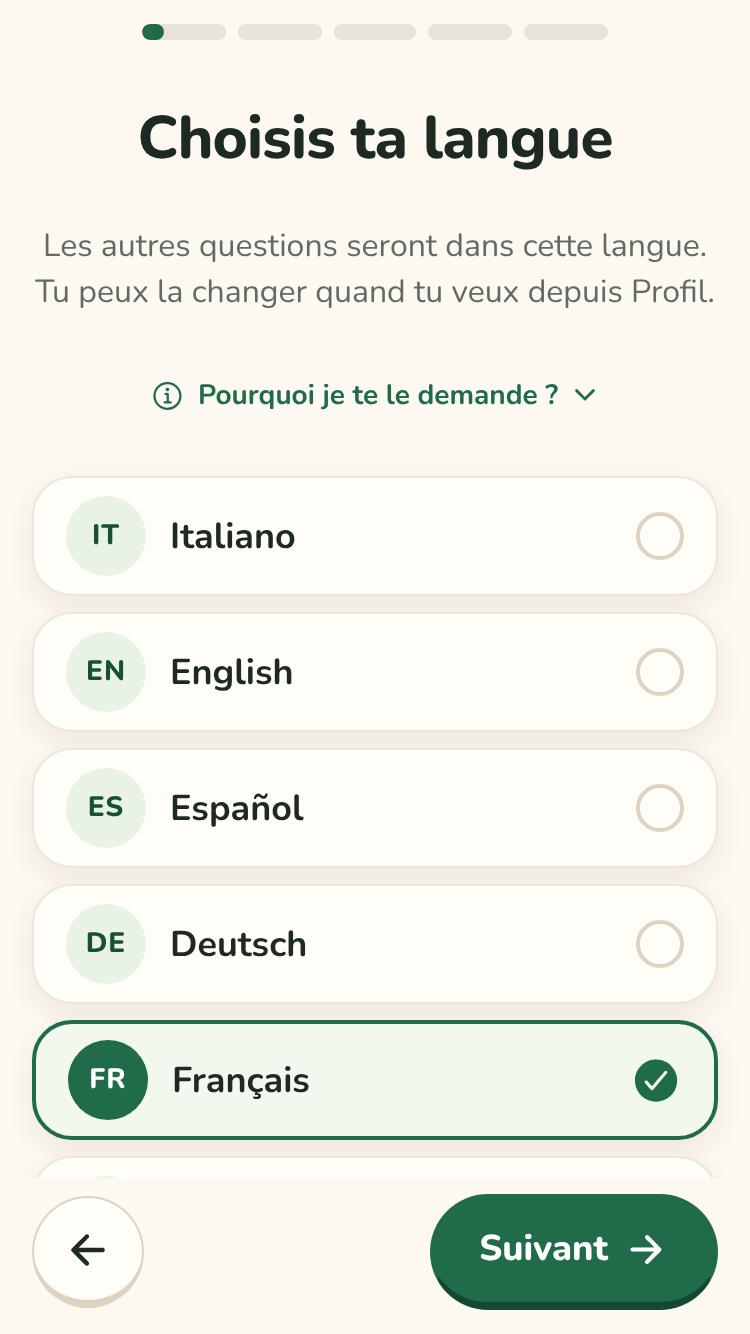 Choisis ta langue
Les autres questions seront dans cette langue.
Tu peux la changer quand tu veux depuis Profil.
Pourquoi je te le demande ?
IT Italiano
EN English
ES Español
DE Deutsch
FR Français
Suivant